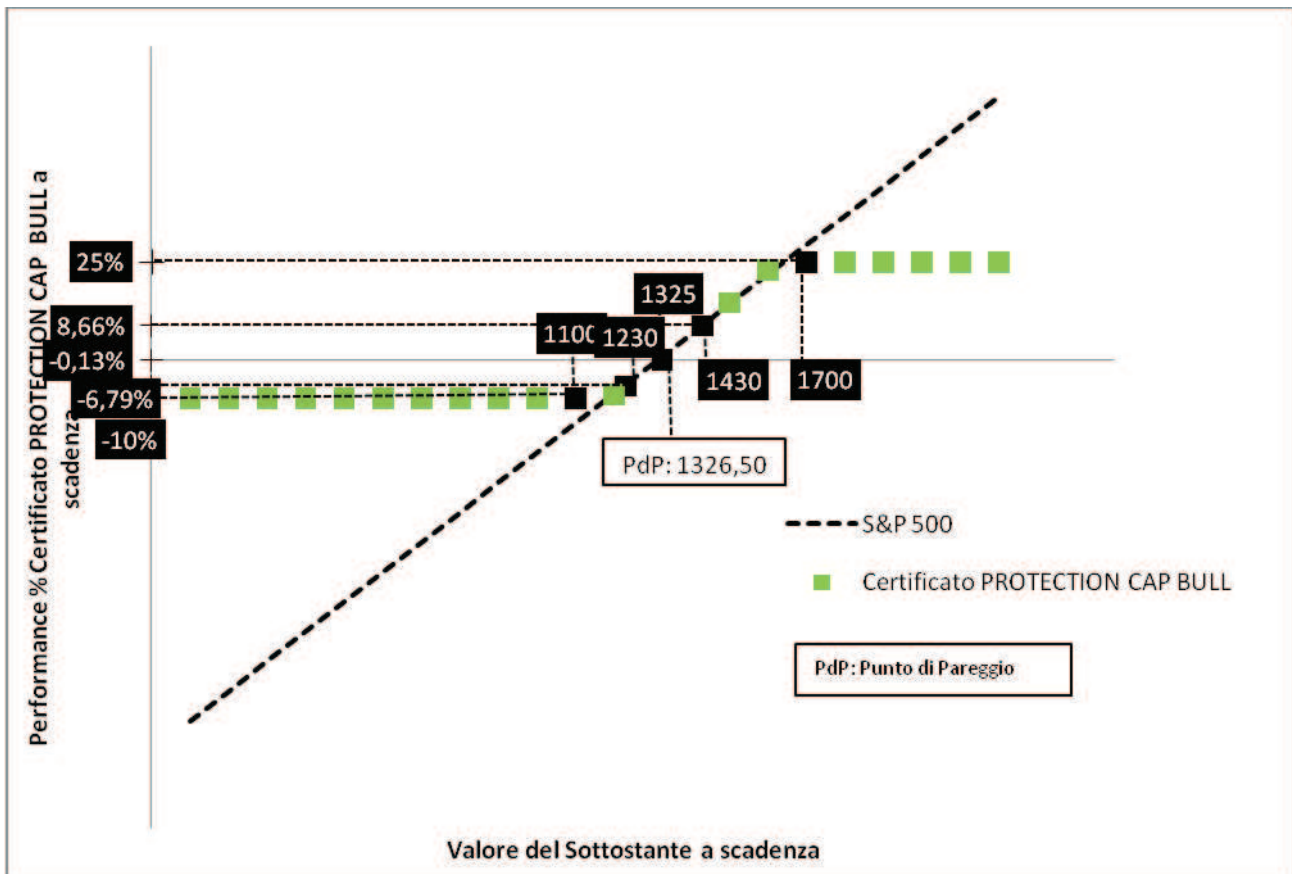 Performance % Certificato PROTECTION CAP BULL a
scadenza
25%
8,66%
-0,13%
-6,79%
-10%
1325
1100
1230
1430
1700
PdP: 1326,50
S&P 500
Certificato PROTECTION CAP BULL
PdP: Punto di Pareggio
Valore del Sottostante a scadenza